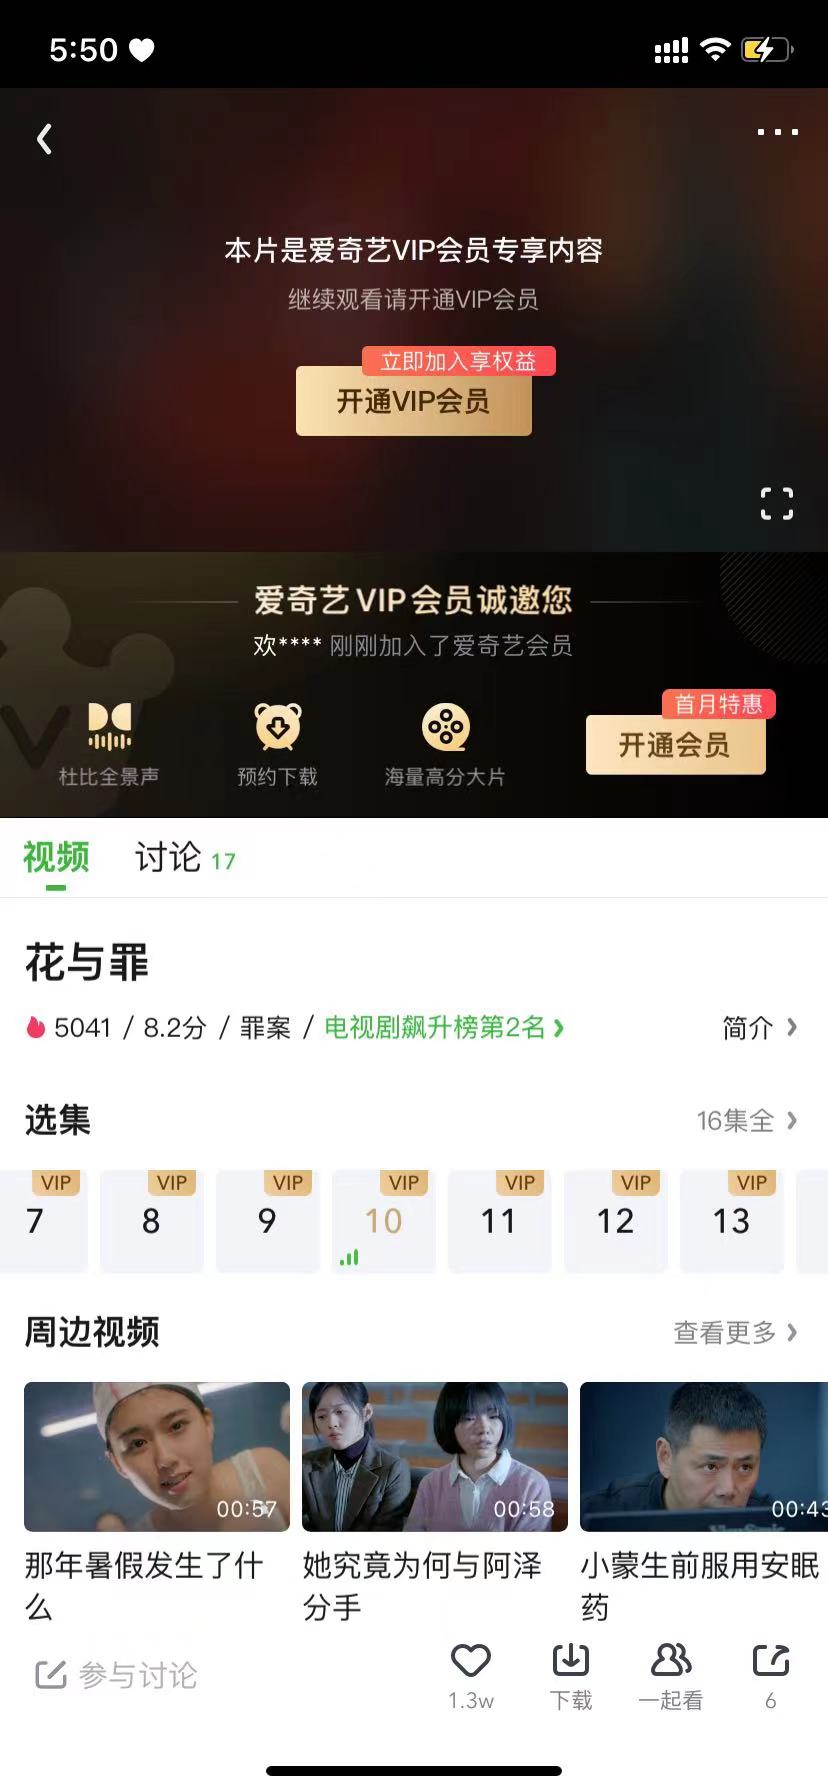 5:50
本片是爱奇艺VIP会员专享内容
继续观看请开通VIP会员
立即加入享权益
开通VIP会员
爱奇艺VIP会员诚邀您
欢**** 刚刚加入了爱奇艺会员
首月特惠
杜比全景声 预约下载 海量高分大片 开通会员
视频 讨论 17
花与罪
5041 / 8.2分 / 罪案 / 电视剧飙升榜第2名 简介
选集 16集全
VIP VIP VIP VIP VIP VIP VIP
7 8 9 10 11 12 13
周边视频 查看更多
00:57 00:58 00:43
那年暑假发生了什 她究竟为何与阿泽 小蒙生前服用安眠
么 分手 药
参与讨论
1.3w 下载 一起看 6